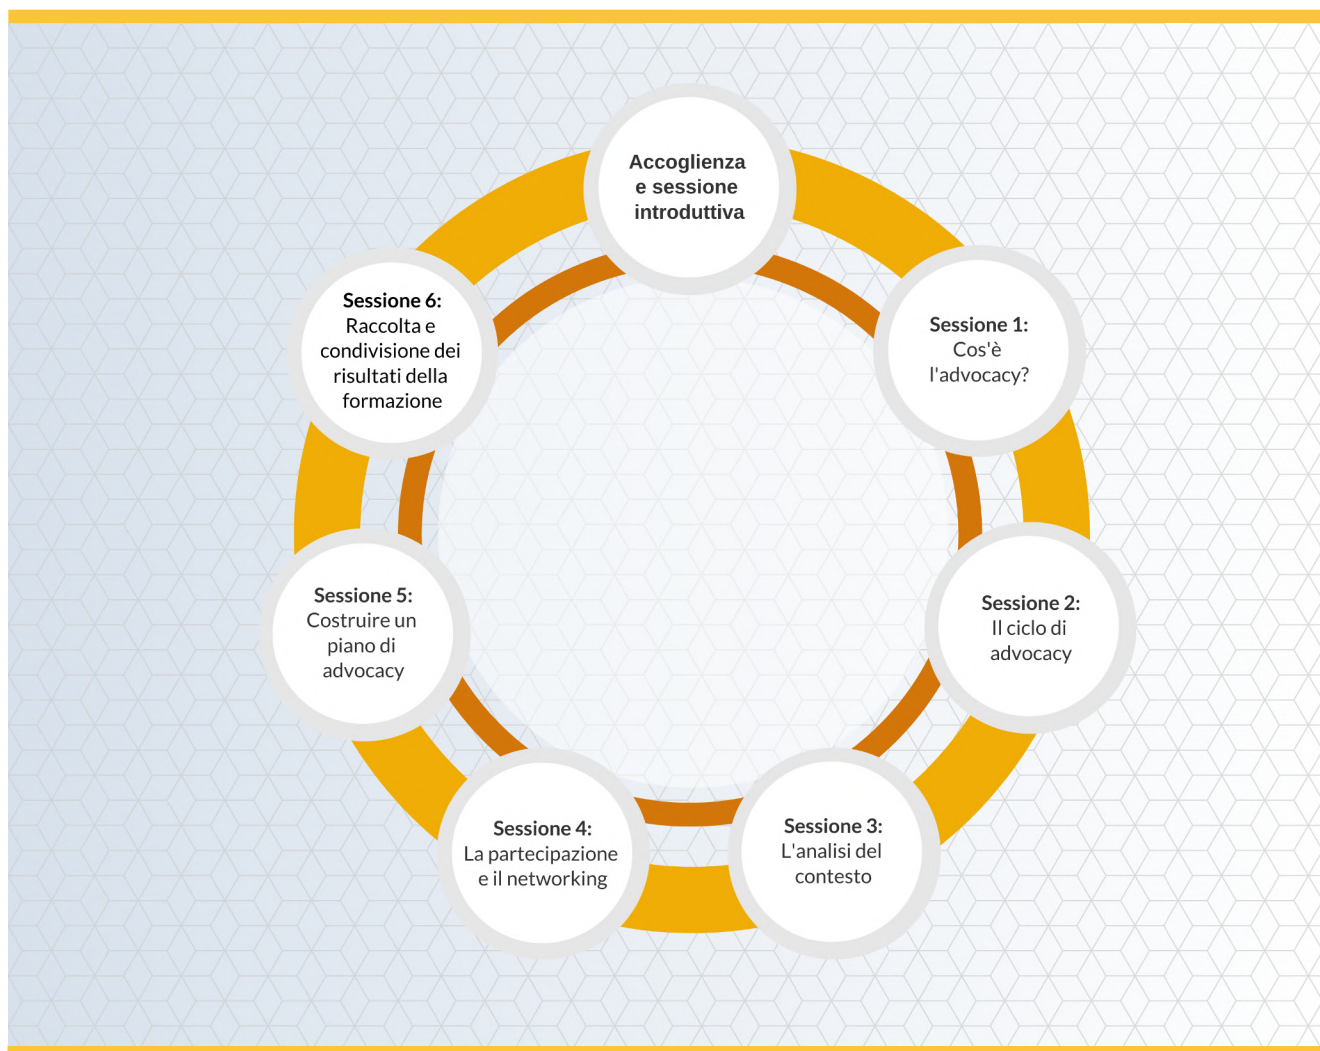 Accoglienza
e sessione
introduttiva
Sessione 1:
Cos'è
l'advocacy?
Sessione 2:
Il ciclo di
advocacy
Sessione 3:
L'analisi del
contesto
Sessione 4:
La partecipazione
e il networking
Sessione 5:
Costruire un
piano di
advocacy
Sessione 6:
Raccolta e
condivisione dei
risultati della
formazione